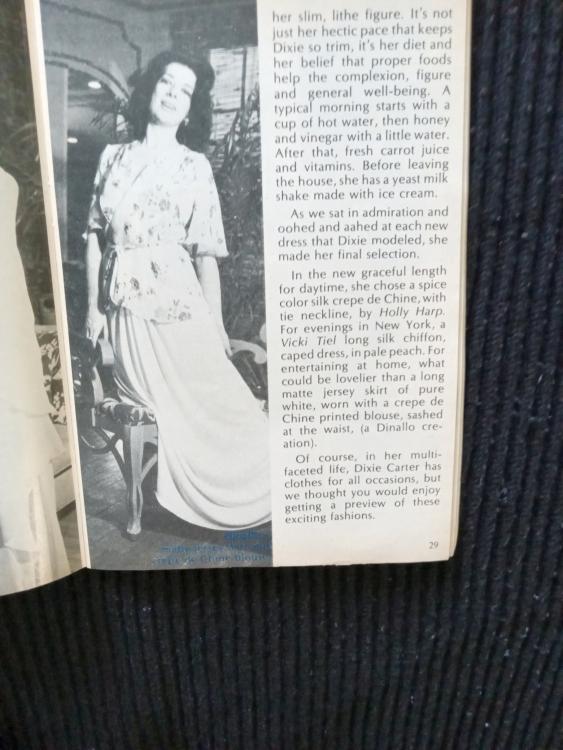 her slim, lithe figure. It's not
just her hectic pace that keeps
Dixie so trim, it's her diet and
her belief that proper foods
help the complexion, figure
and general well-being. A
typical morning starts with a
cup of hot water, then honey
and vinegar with a little water.
After that, fresh carrot juice
and vitamins. Before leaving
the house, she has a yeast milk
shake made with ice cream.
As we sat in admiration and
oohed and aahed at each new
dress that Dixie modeled, she
made her final selection.
In the new graceful length
for daytime, she chose a spice
color silk crepe de Chine, with
tie neckline, by Holly Harp.
For evenings in New York, a
Vicki Tiel long silk chiffon,
caped dress, in pale peach. For
entertaining at home, what
could be lovelier than a long
matte jersey skirt of pure
white, worn with a crepe de
Chine printed blouse, sashed
at the waist, (a Dinallo cre-
ation).
Of course, in her multi-
faceted life, Dixie Carter has
clothes for all occasions, but
we thought you would enjoy
getting a preview of these
exciting fashions.
matte jersey
crepe de Chine blouse
29